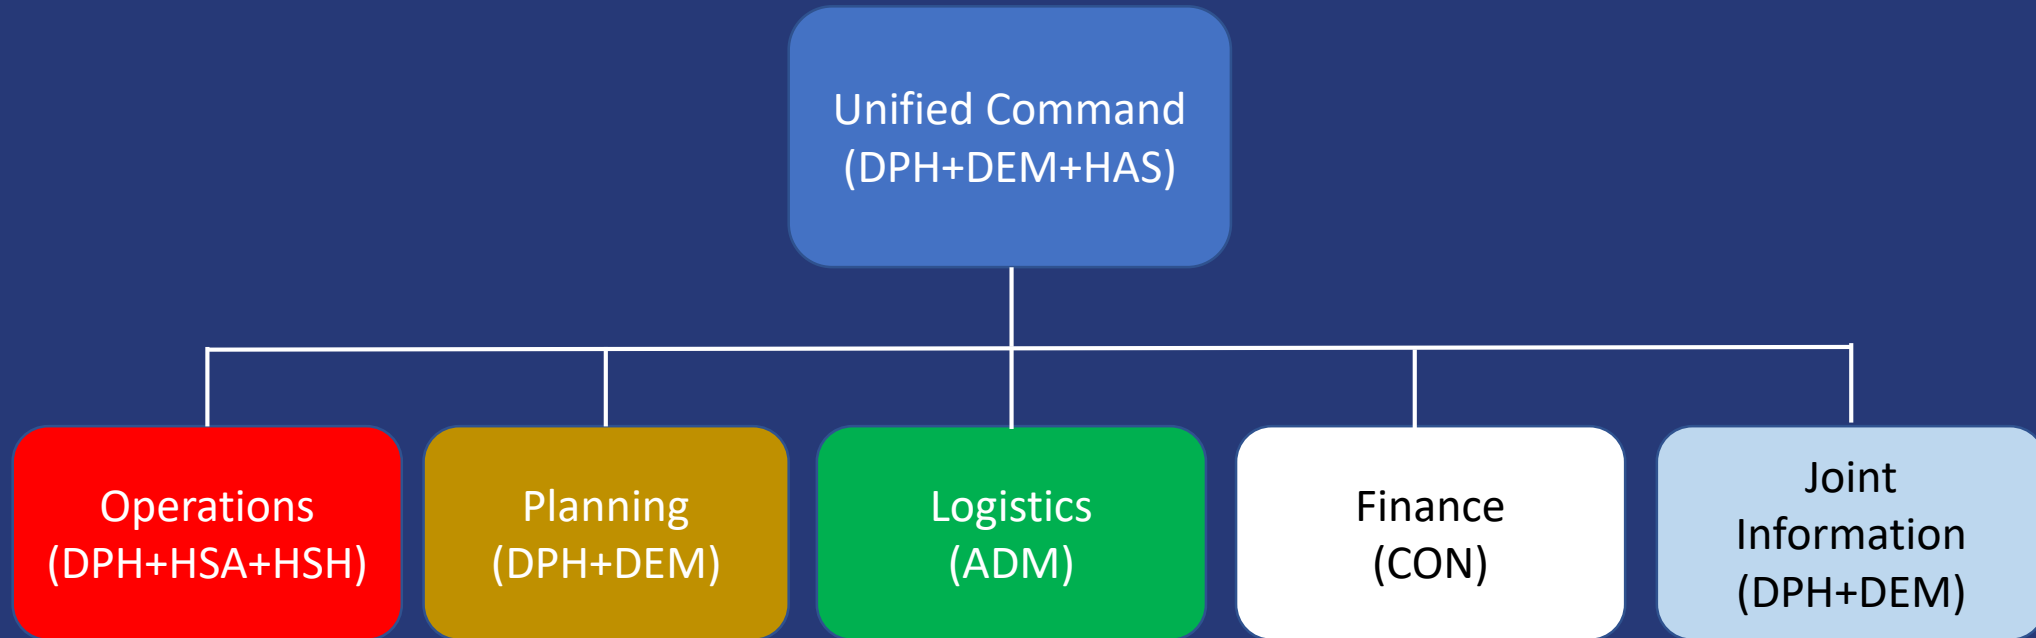 Unified Command
(DPH+DEM+HAS)
Operations
(DPH+HSA+HSH)
Planning
(DPH+DEM)
Logistics
(ADM)
Finance
(CON)
Joint
Information
(DPH+DEM)